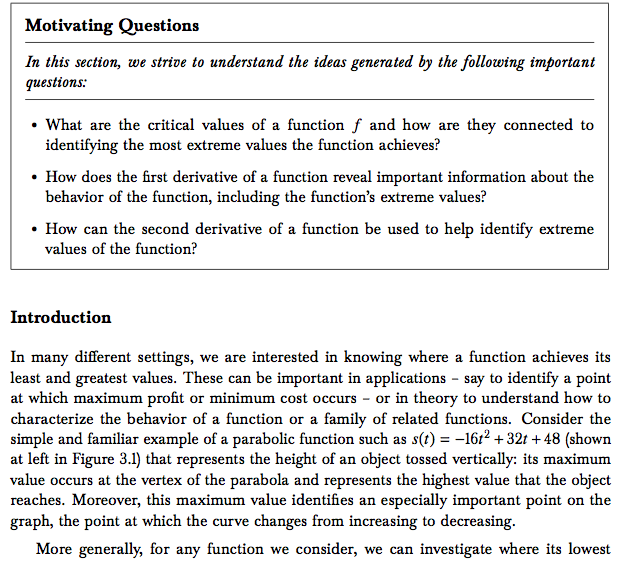 Motivating Questions
In this section, we strive to understand the ideas generated by the following important
questions:
• What are the critical values of a function f and how are they connected to
identifying the most extreme values the function achieves?
• How does the first derivative of a function reveal important information about the
behavior of the function, including the function's extreme values?
• How can the second derivative of a function be used to help identify extreme
values of the function?
Introduction
In many different settings, we are interested in knowing where a function achieves its
least and greatest values. These can be important in applications – say to identify a point
at which maximum profit or minimum cost occurs – or in theory to understand how to
characterize the behavior of a function or a family of related functions. Consider the
simple and familiar example of a parabolic function such as s(t) = −16t² + 32t + 48 (shown
at left in Figure 3.1) that represents the height of an object tossed vertically: its maximum
value occurs at the vertex of the parabola and represents the highest value that the object
reaches. Moreover, this maximum value identifies an especially important point on the
graph, the point at which the curve changes from increasing to decreasing.
More generally, for any function we consider, we can investigate where its lowest